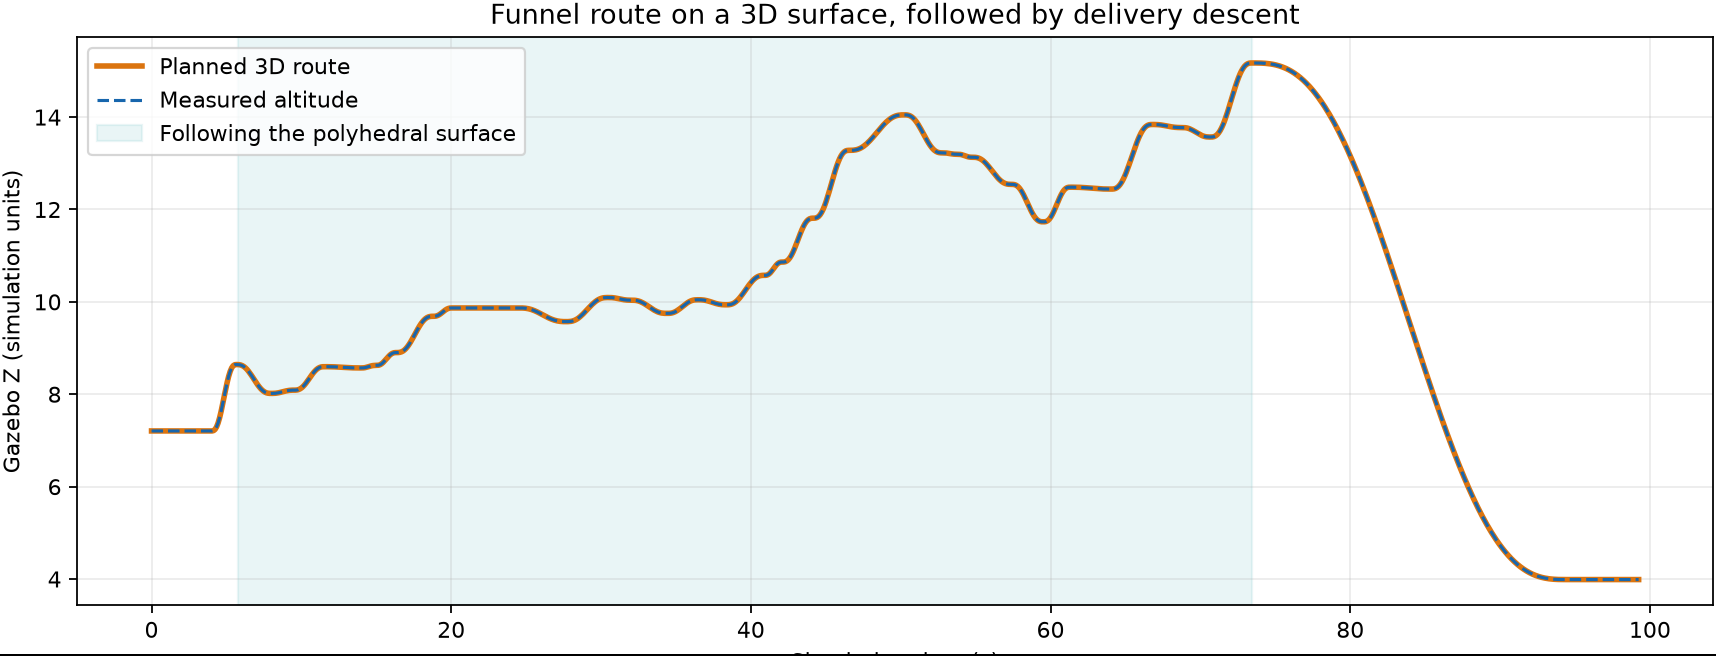 Funnel route on a 3D surface, followed by delivery descent
Planned 3D route
Measured altitude
Following the polyhedral surface
Gazebo Z (simulation units)
14
12
10
8
6
4
0 20 40 60 80 100